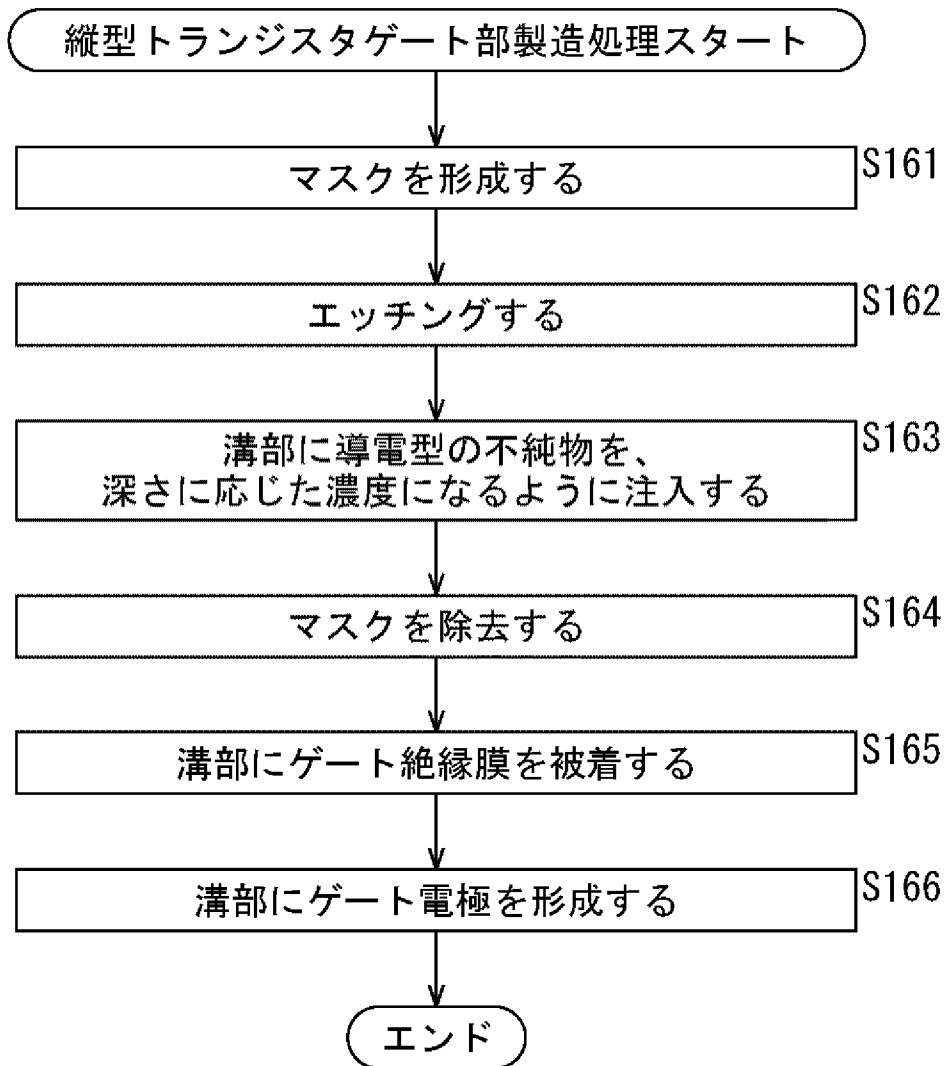 縦型トランジスタゲート部製造処理スタート
マスクを形成する
S161
エッチングする
S162
溝部に導電型の不純物を、
深さに応じた濃度になるように注入する
S163
マスクを除去する
S164
溝部にゲート絶縁膜を被着する
S165
溝部にゲート電極を形成する
S166
エンド